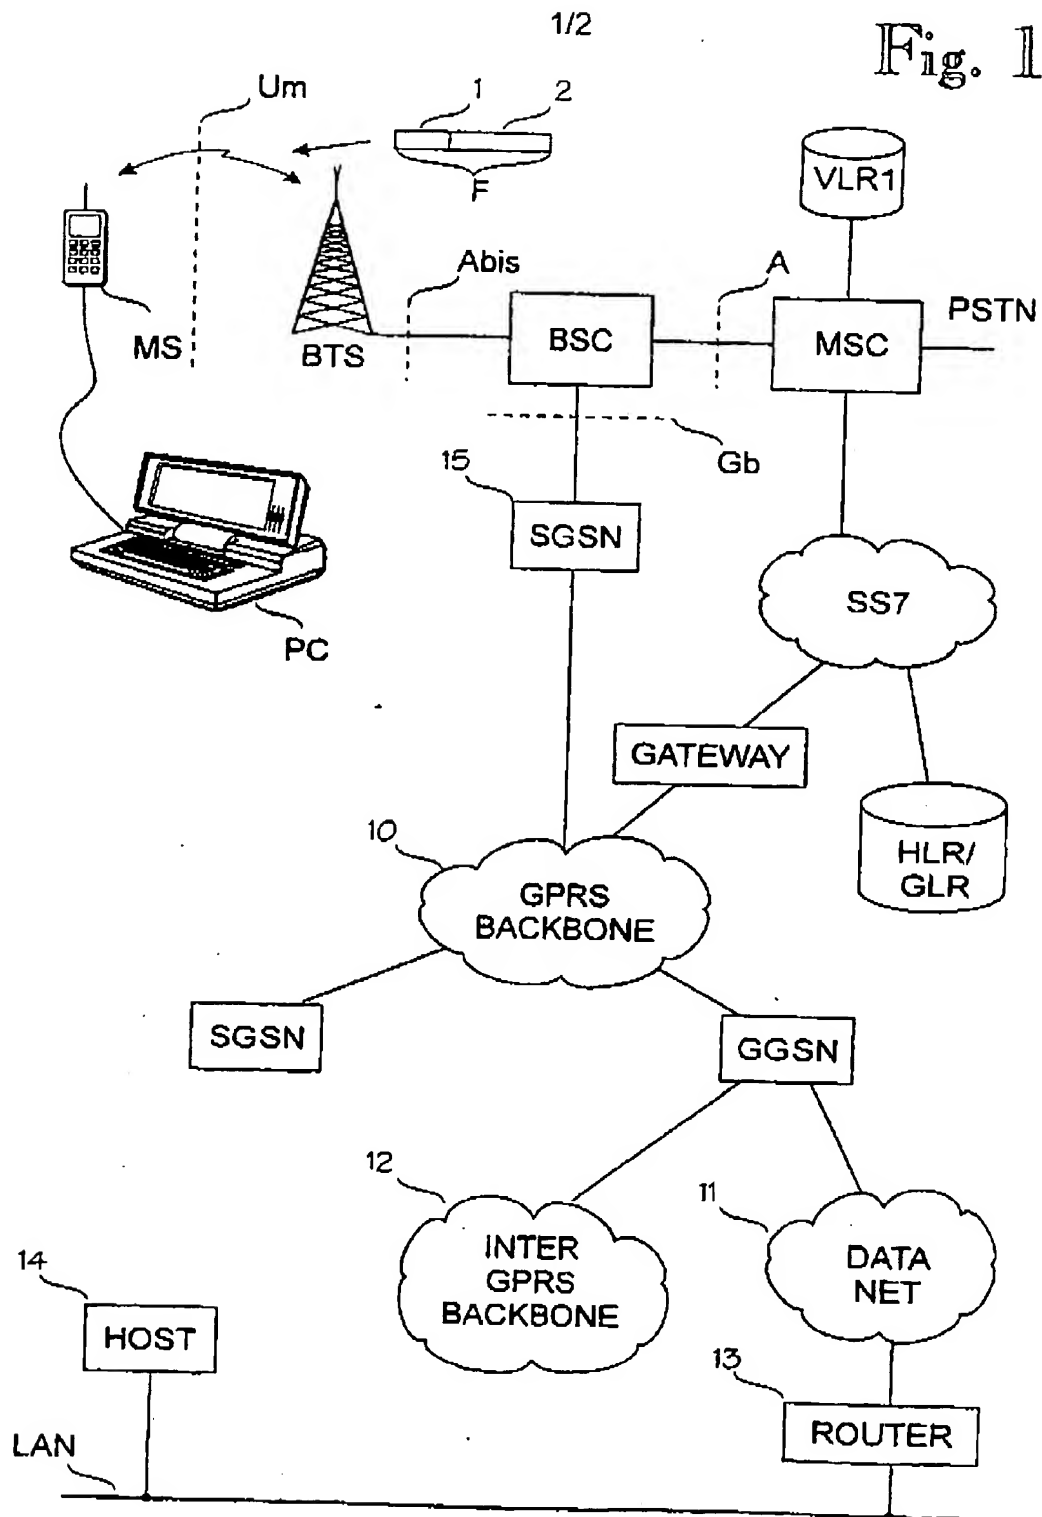 1/2
Fig. 1
Um
1
2
F
VLR1
Abis
A
BSC
MSC
PSTN
MS
BTS
Gb
15
SGSN
SS7
PC
GATEWAY
10
GPRS
BACKBONE
HLR/
GLR
SGSN
GGSN
12
11
INTER
GPRS
BACKBONE
DATA
NET
14
HOST
13
ROUTER
LAN